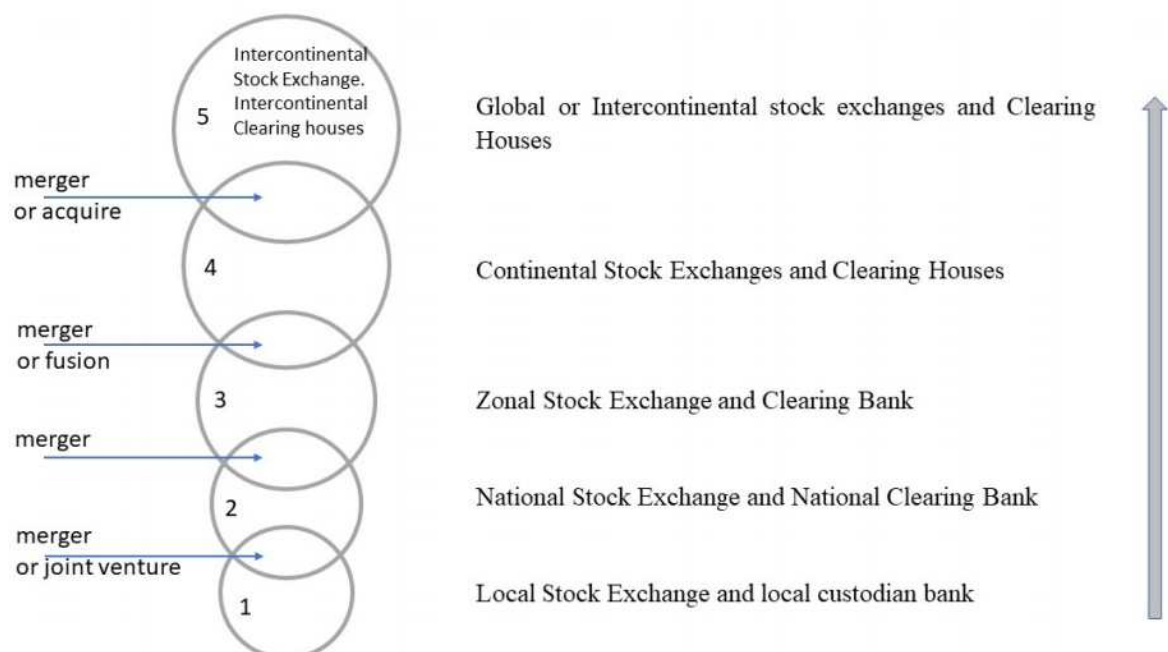 Intercontinental
Stock Exchange.
Intercontinental
Clearing houses
5
Global or Intercontinental stock exchanges and Clearing
Houses
merger
or acquire
4
Continental Stock Exchanges and Clearing Houses
merger
or fusion
3
Zonal Stock Exchange and Clearing Bank
merger
2
National Stock Exchange and National Clearing Bank
merger
or joint venture
1
Local Stock Exchange and local custodian bank